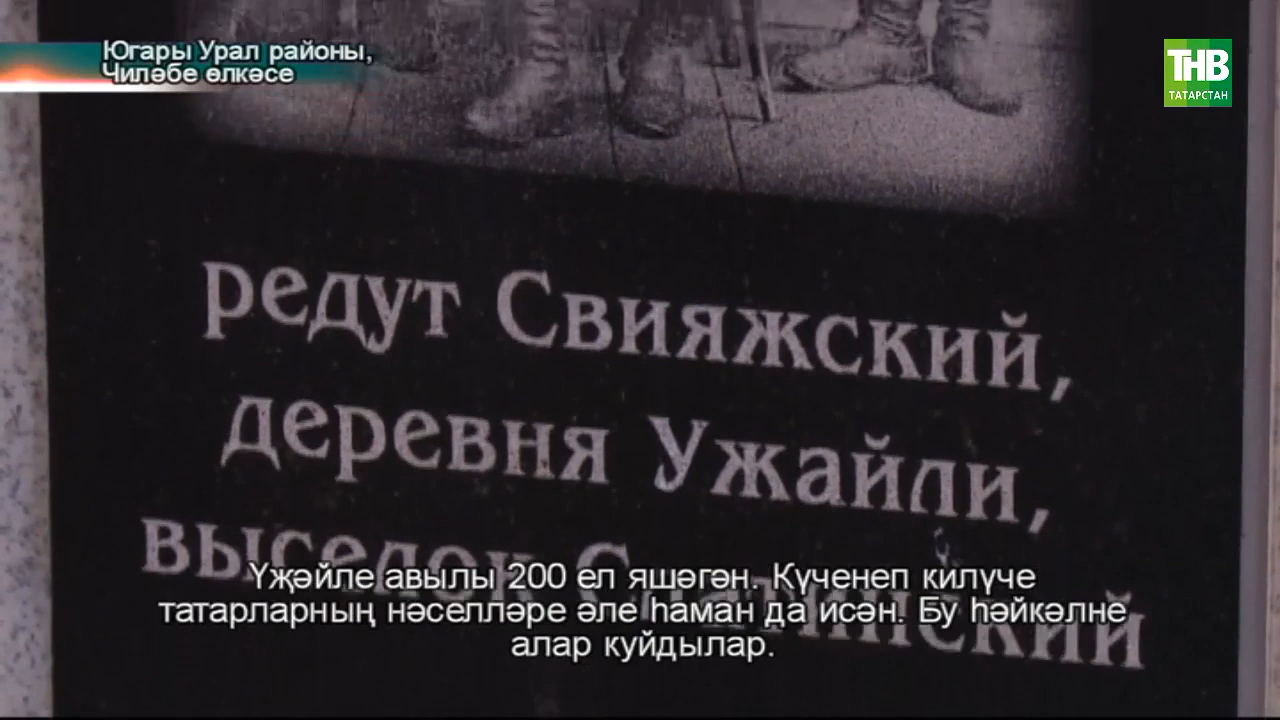 Югары Урал районы,
Чиләбе өлкәсе
ТНВ
ТАТАРСТАН
редут Свияжский,
деревня Ужайли,
выселок
Үҗәйле авылы 200 ел яшәгән. Күченеп килүче
татарларның нәселләре әле һаман да исән. Бу һәйкәлне
алар куйдылар.